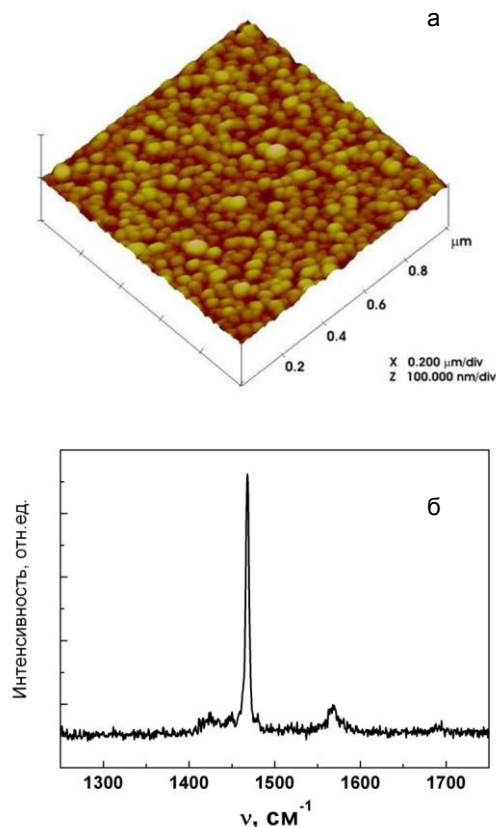 а
0.2
0.4
0.6
0.8
µm
X 0.200 µm/div
Z 100.000 nm/div
б
Интенсивность, отн.ед.
1300 1400 1500 1600 1700
ν, см⁻¹